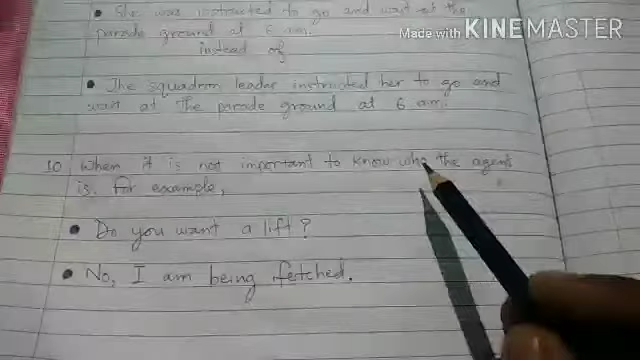 • She was instructed to go and wait at the
parade ground at 6 am.
instead of
• The squadron leader instructed her to go and
wait at the parade ground at 6 am.
10 When it is not important to know who the agent
is. For example,
• Do you want a lift?
• No, I am being fetched.
Made with KINEMASTER